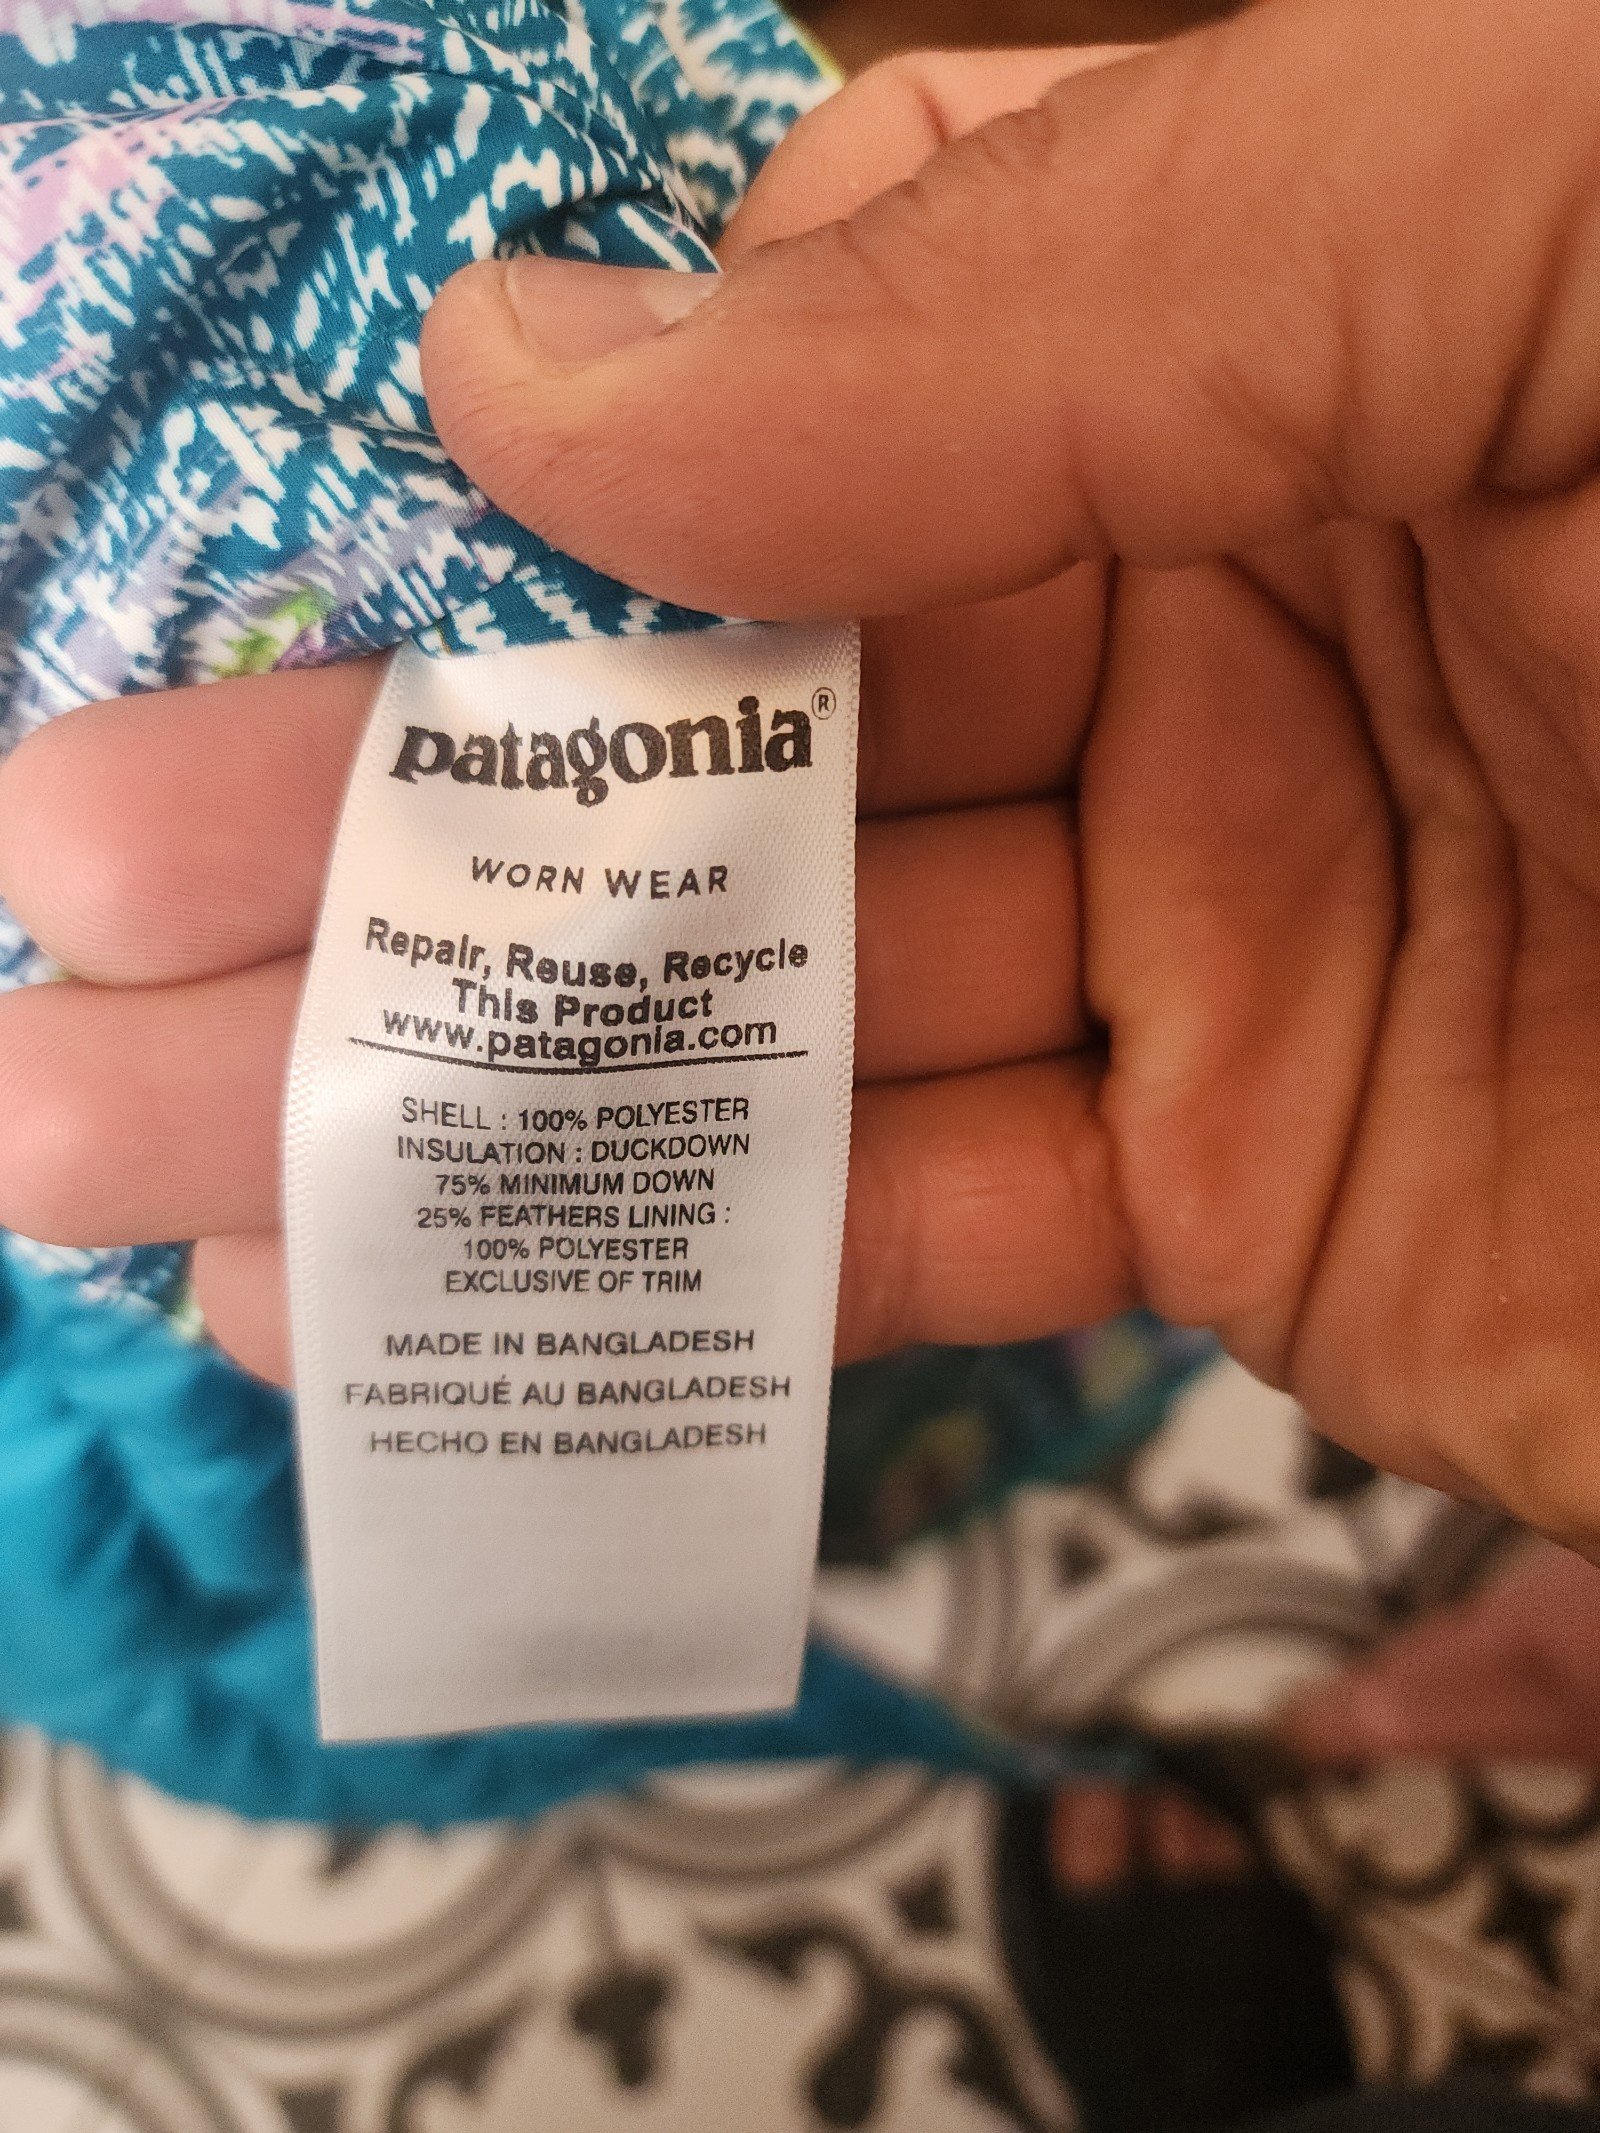 patagonia®
WORN WEAR
Repair, Reuse, Recycle
This Product
www.patagonia.com
SHELL : 100% POLYESTER
INSULATION : DUCKDOWN
75% MINIMUM DOWN
25% FEATHERS LINING :
100% POLYESTER
EXCLUSIVE OF TRIM
MADE IN BANGLADESH
FABRIQUÉ AU BANGLADESH
HECHO EN BANGLADESH